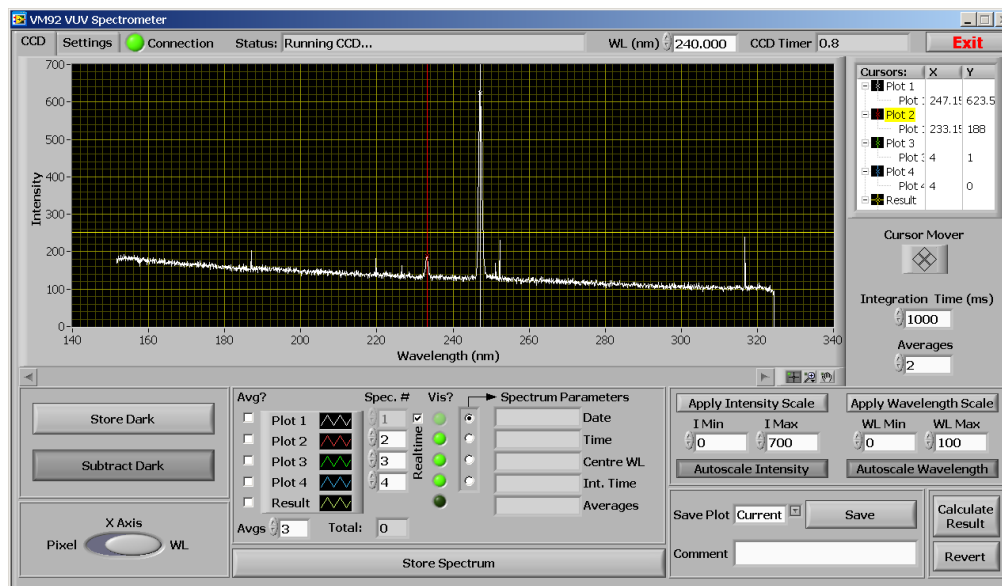 VM92 VUV Spectrometer
CCD Settings Connection Status: Running CCD... WL (nm) 240.000 CCD Timer 0.8 Exit
700
600
500
400
300
200
100
0
Intensity
140 160 180 200 220 240 260 280 300 320 340
Wavelength (nm)
Cursors: X Y
Plot 1
Plot 247.15 623.5
Plot 2
Plot 233.15 188
Plot 3
Plot 4 1
Plot 4
Plot 4 0
Result
Cursor Mover
Integration Time (ms)
1000
Averages
2
Store Dark
Subtract Dark
X Axis
Pixel WL
Avg? Spec. # Vis? Spectrum Parameters
Plot 1 1 Date
Plot 2 2 Time
Plot 3 3 Centre WL
Plot 4 4 Int. Time
Result Averages
Realtime
Avgs 3 Total: 0
Store Spectrum
Apply Intensity Scale Apply Wavelength Scale
I Min I Max WL Min WL Max
0 700 0 100
Autoscale Intensity Autoscale Wavelength
Save Plot Current Save
Comment
Calculate
Result
Revert